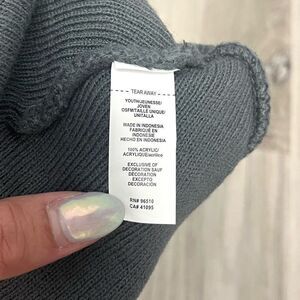 TEAR AWAY
YOUTH/JEUNESSE/
JOVEN
OSFM/TAILLE UNIQUE/
UNITALLA
MADE IN INDONESIA
FABRIQUÉ EN
INDONÉSIE
HECHO EN INDONESIA
100% ACRYLIC/
ACRYLIQUE/acrílico
EXCLUSIVE OF
DECORATION SAUF
DÉCORATION
EXCEPTO
DECORACIÓN
RN# 96510
CA# 41095